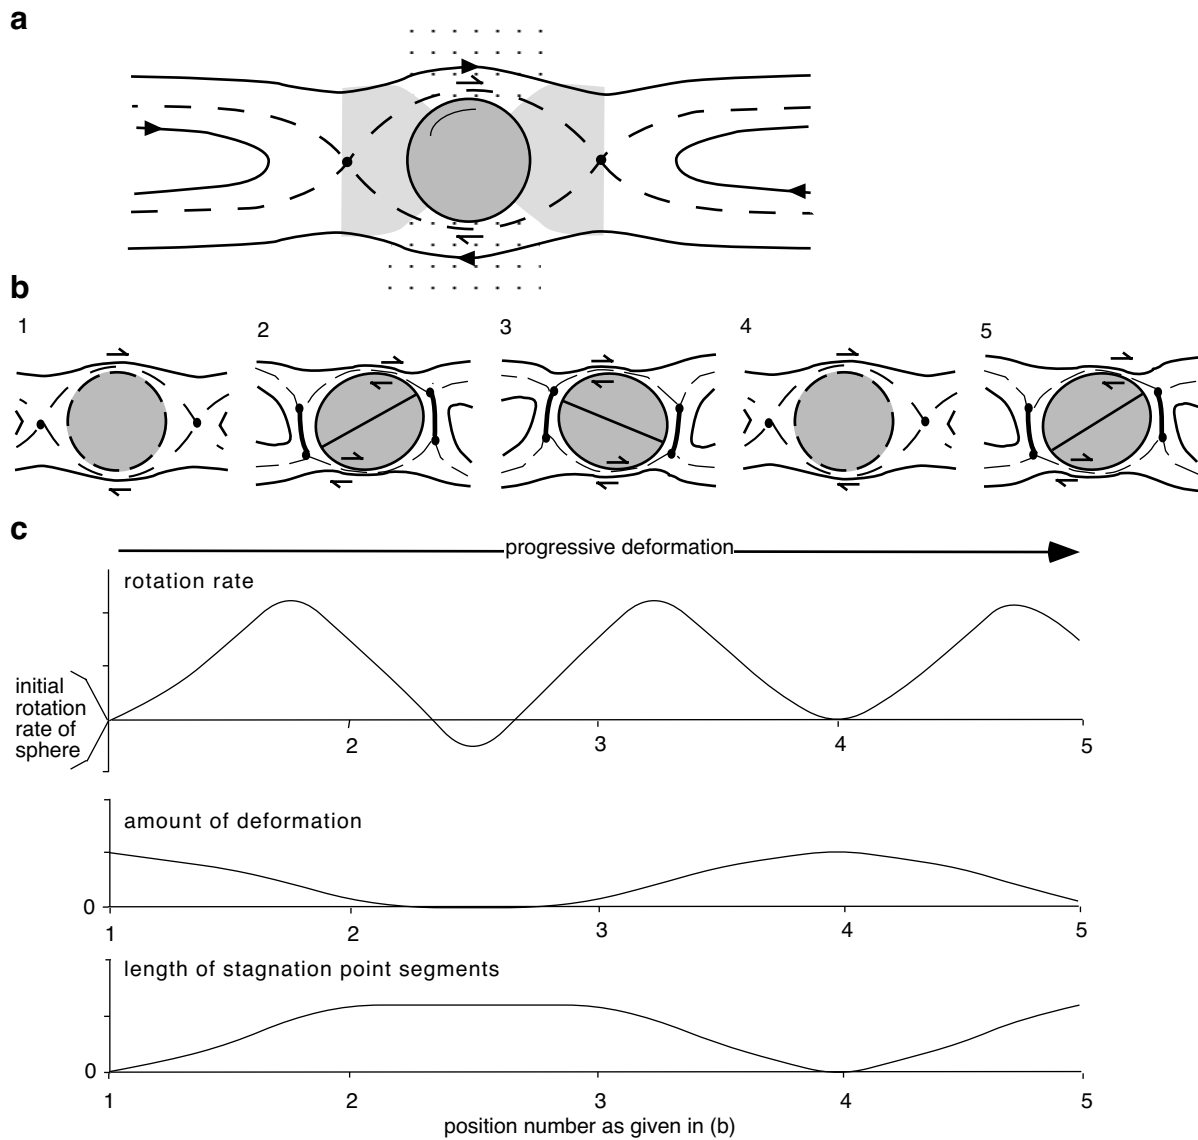 a
b
1
2
3
4
5
c
progressive deformation
rotation rate
initial
rotation
rate of
sphere
2
3
4
5
amount of deformation
0
1
2
3
4
5
length of stagnation point segments
0
1
2
3
4
5
position number as given in (b)